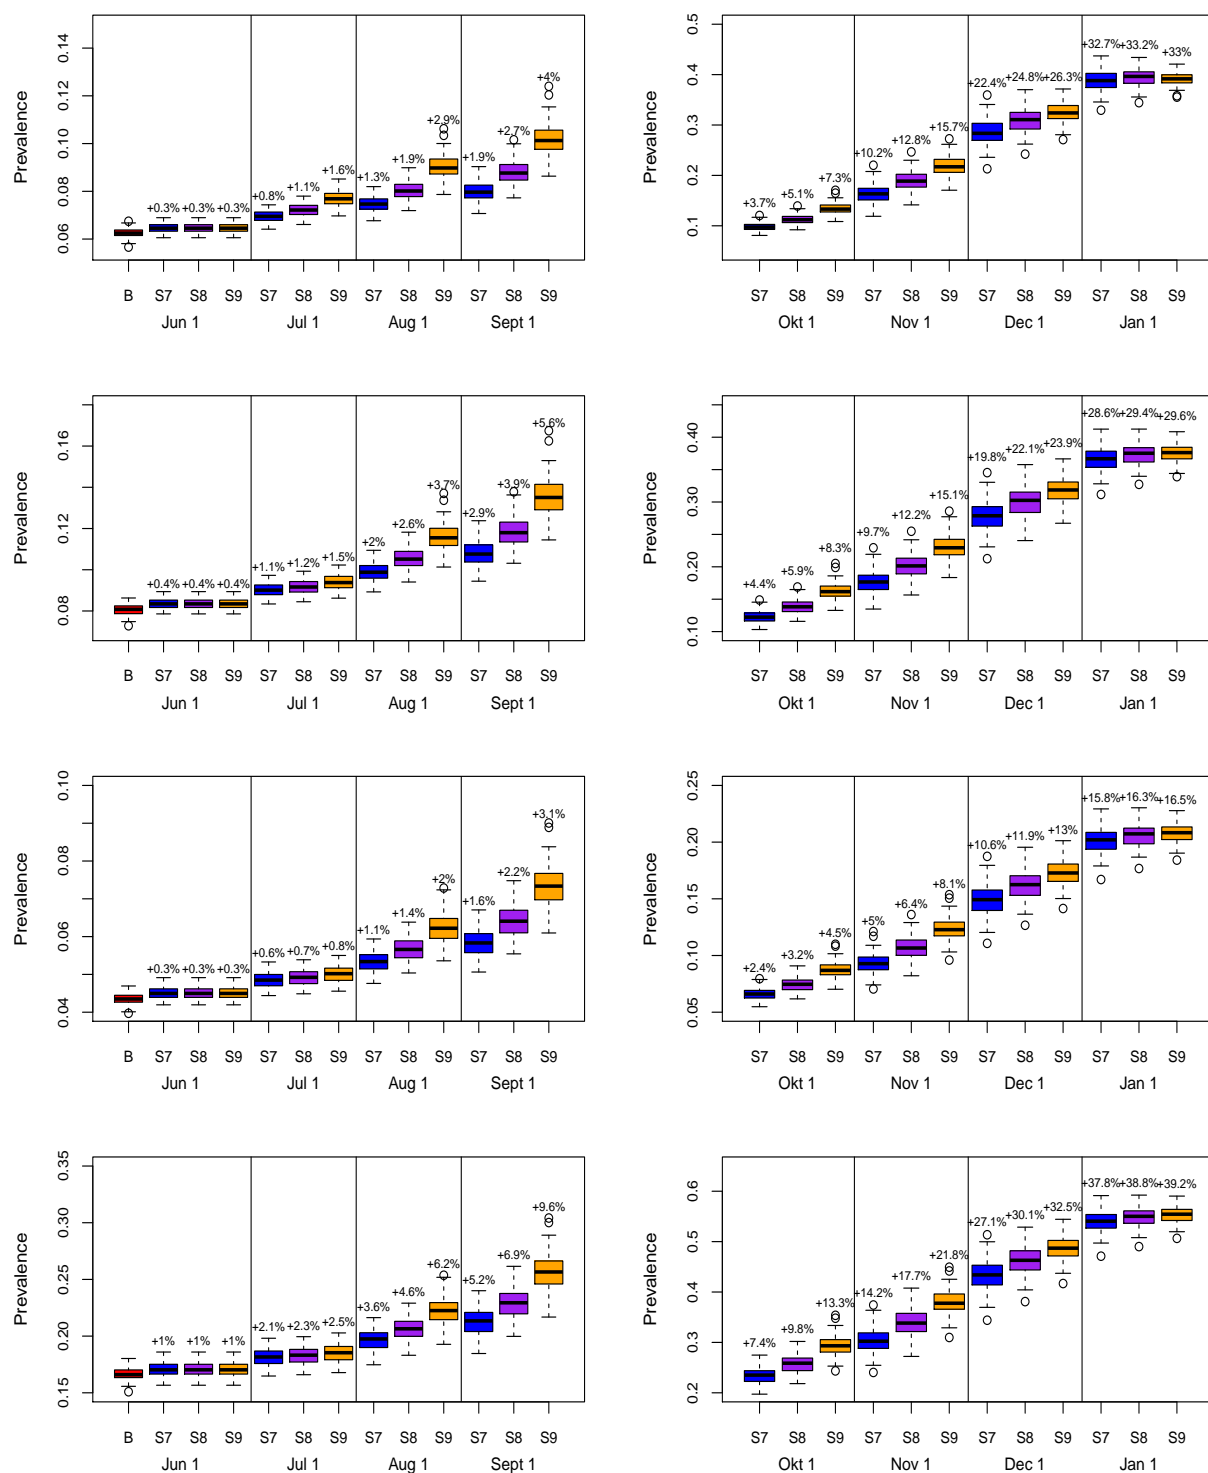 Prevalence
0.06 0.08 0.10 0.12 0.14
+0.3% +0.3% +0.3% +0.8% +1.1% +1.6% +1.3% +1.9% +2.9% +1.9% +2.7% +4%
B S7 S8 S9 S7 S8 S9 S7 S8 S9 S7 S8 S9
Jun 1 Jul 1 Aug 1 Sept 1
Prevalence
0.1 0.2 0.3 0.4 0.5
+3.7% +5.1% +7.3% +10.2% +12.8% +15.7% +22.4% +24.8% +26.3% +32.7% +33.2% +33%
S7 S8 S9 S7 S8 S9 S7 S8 S9 S7 S8 S9
Okt 1 Nov 1 Dec 1 Jan 1
Prevalence
0.08 0.12 0.16
+0.4% +0.4% +0.4% +1.1% +1.2% +1.5% +2% +2.6% +3.7% +2.9% +3.9% +5.6%
B S7 S8 S9 S7 S8 S9 S7 S8 S9 S7 S8 S9
Jun 1 Jul 1 Aug 1 Sept 1
Prevalence
0.10 0.20 0.30 0.40
+4.4% +5.9% +8.3% +9.7% +12.2% +15.1% +19.8% +22.1% +23.9% +28.6% +29.4% +29.6%
S7 S8 S9 S7 S8 S9 S7 S8 S9 S7 S8 S9
Okt 1 Nov 1 Dec 1 Jan 1
Prevalence
0.04 0.06 0.08 0.10
+0.3% +0.3% +0.3% +0.6% +0.7% +0.8% +1.1% +1.4% +2% +1.6% +2.2% +3.1%
B S7 S8 S9 S7 S8 S9 S7 S8 S9 S7 S8 S9
Jun 1 Jul 1 Aug 1 Sept 1
Prevalence
0.05 0.10 0.15 0.20 0.25
+2.4% +3.2% +4.5% +5% +6.4% +8.1% +10.6% +11.9% +13% +15.8% +16.3% +16.5%
S7 S8 S9 S7 S8 S9 S7 S8 S9 S7 S8 S9
Okt 1 Nov 1 Dec 1 Jan 1
Prevalence
0.15 0.20 0.25 0.30 0.35
+1% +1% +1% +2.1% +2.3% +2.5% +3.6% +4.6% +6.2% +5.2% +6.9% +9.6%
B S7 S8 S9 S7 S8 S9 S7 S8 S9 S7 S8 S9
Jun 1 Jul 1 Aug 1 Sept 1
Prevalence
0.2 0.3 0.4 0.5 0.6
+7.4% +9.8% +13.3% +14.2% +17.7% +21.8% +27.1% +30.1% +32.5% +37.8% +38.8% +39.2%
S7 S8 S9 S7 S8 S9 S7 S8 S9 S7 S8 S9
Okt 1 Nov 1 Dec 1 Jan 1